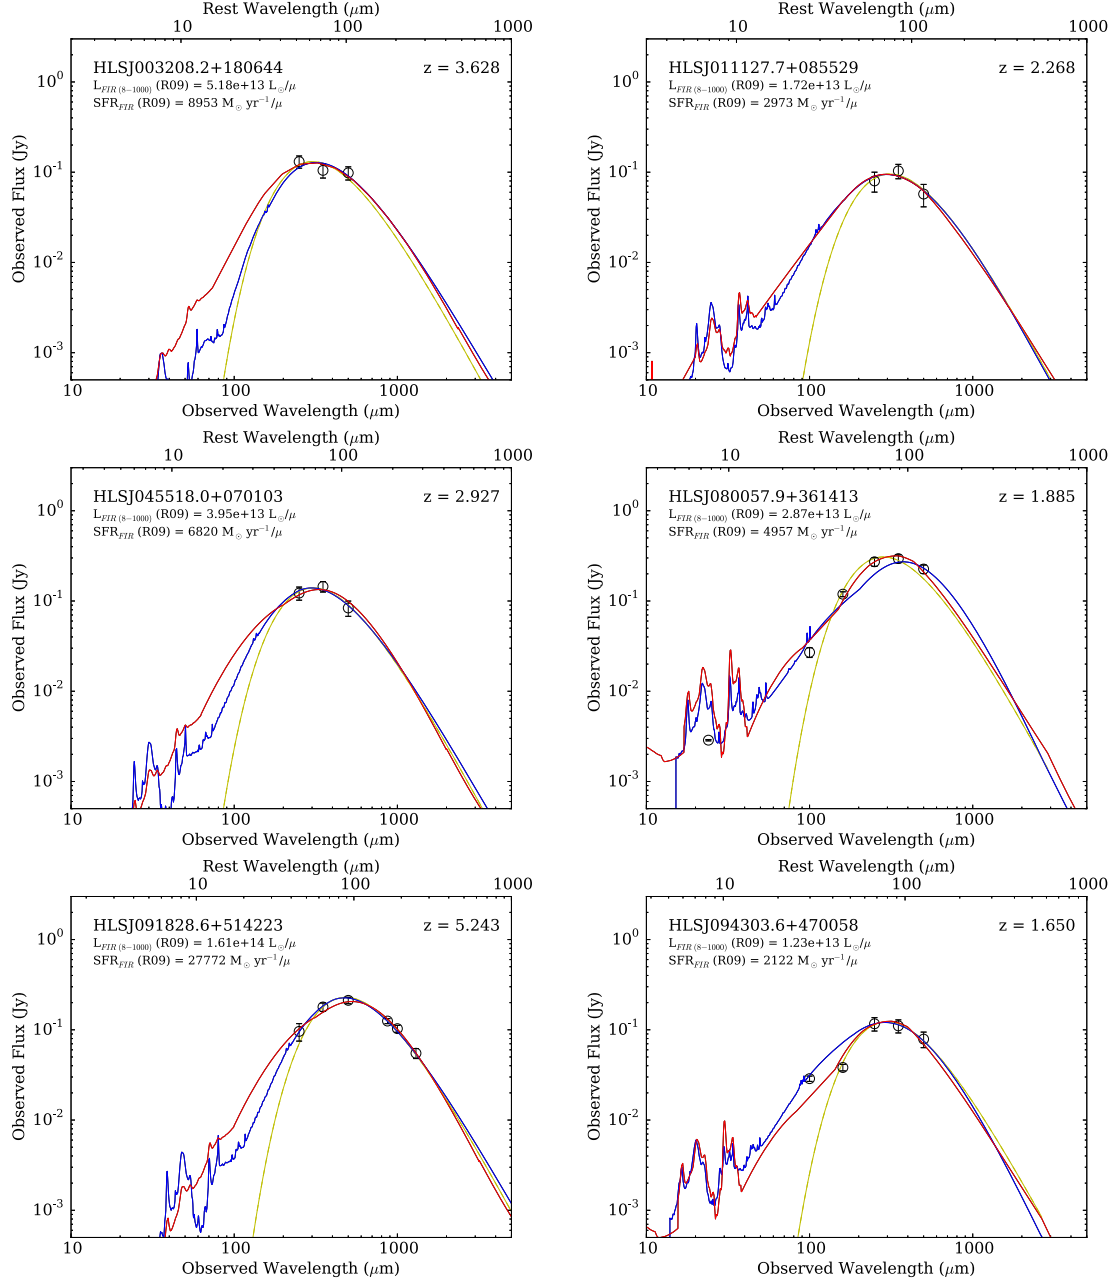 Rest Wavelength (μm)
10 100 1000
HLSJ003208.2+180644 z = 3.628
L_FIR (8−1000) (R09) = 5.18e+13 L_☉/μ
SFR_FIR (R09) = 8953 M_☉ yr⁻¹/μ
Observed Flux (Jy)
10⁰
10⁻¹
10⁻²
10⁻³
10 100 1000
Observed Wavelength (μm)
Rest Wavelength (μm)
10 100 1000
HLSJ011127.7+085529 z = 2.268
L_FIR (8−1000) (R09) = 1.72e+13 L_☉/μ
SFR_FIR (R09) = 2973 M_☉ yr⁻¹/μ
Observed Flux (Jy)
10⁰
10⁻¹
10⁻²
10⁻³
10 100 1000
Observed Wavelength (μm)
Rest Wavelength (μm)
10 100 1000
HLSJ045518.0+070103 z = 2.927
L_FIR (8−1000) (R09) = 3.95e+13 L_☉/μ
SFR_FIR (R09) = 6820 M_☉ yr⁻¹/μ
Observed Flux (Jy)
10⁰
10⁻¹
10⁻²
10⁻³
10 100 1000
Observed Wavelength (μm)
Rest Wavelength (μm)
10 100 1000
HLSJ080057.9+361413 z = 1.885
L_FIR (8−1000) (R09) = 2.87e+13 L_☉/μ
SFR_FIR (R09) = 4957 M_☉ yr⁻¹/μ
Observed Flux (Jy)
10⁰
10⁻¹
10⁻²
10⁻³
10 100 1000
Observed Wavelength (μm)
Rest Wavelength (μm)
10 100 1000
HLSJ091828.6+514223 z = 5.243
L_FIR (8−1000) (R09) = 1.61e+14 L_☉/μ
SFR_FIR (R09) = 27772 M_☉ yr⁻¹/μ
Observed Flux (Jy)
10⁰
10⁻¹
10⁻²
10⁻³
10 100 1000
Observed Wavelength (μm)
Rest Wavelength (μm)
10 100 1000
HLSJ094303.6+470058 z = 1.650
L_FIR (8−1000) (R09) = 1.23e+13 L_☉/μ
SFR_FIR (R09) = 2122 M_☉ yr⁻¹/μ
Observed Flux (Jy)
10⁰
10⁻¹
10⁻²
10⁻³
10 100 1000
Observed Wavelength (μm)